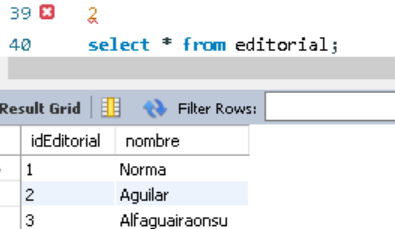 39 2
40 select * from editorial;
Result Grid Filter Rows:
idEditorial nombre
1 Norma
2 Aguilar
3 Alfaguairaonsu